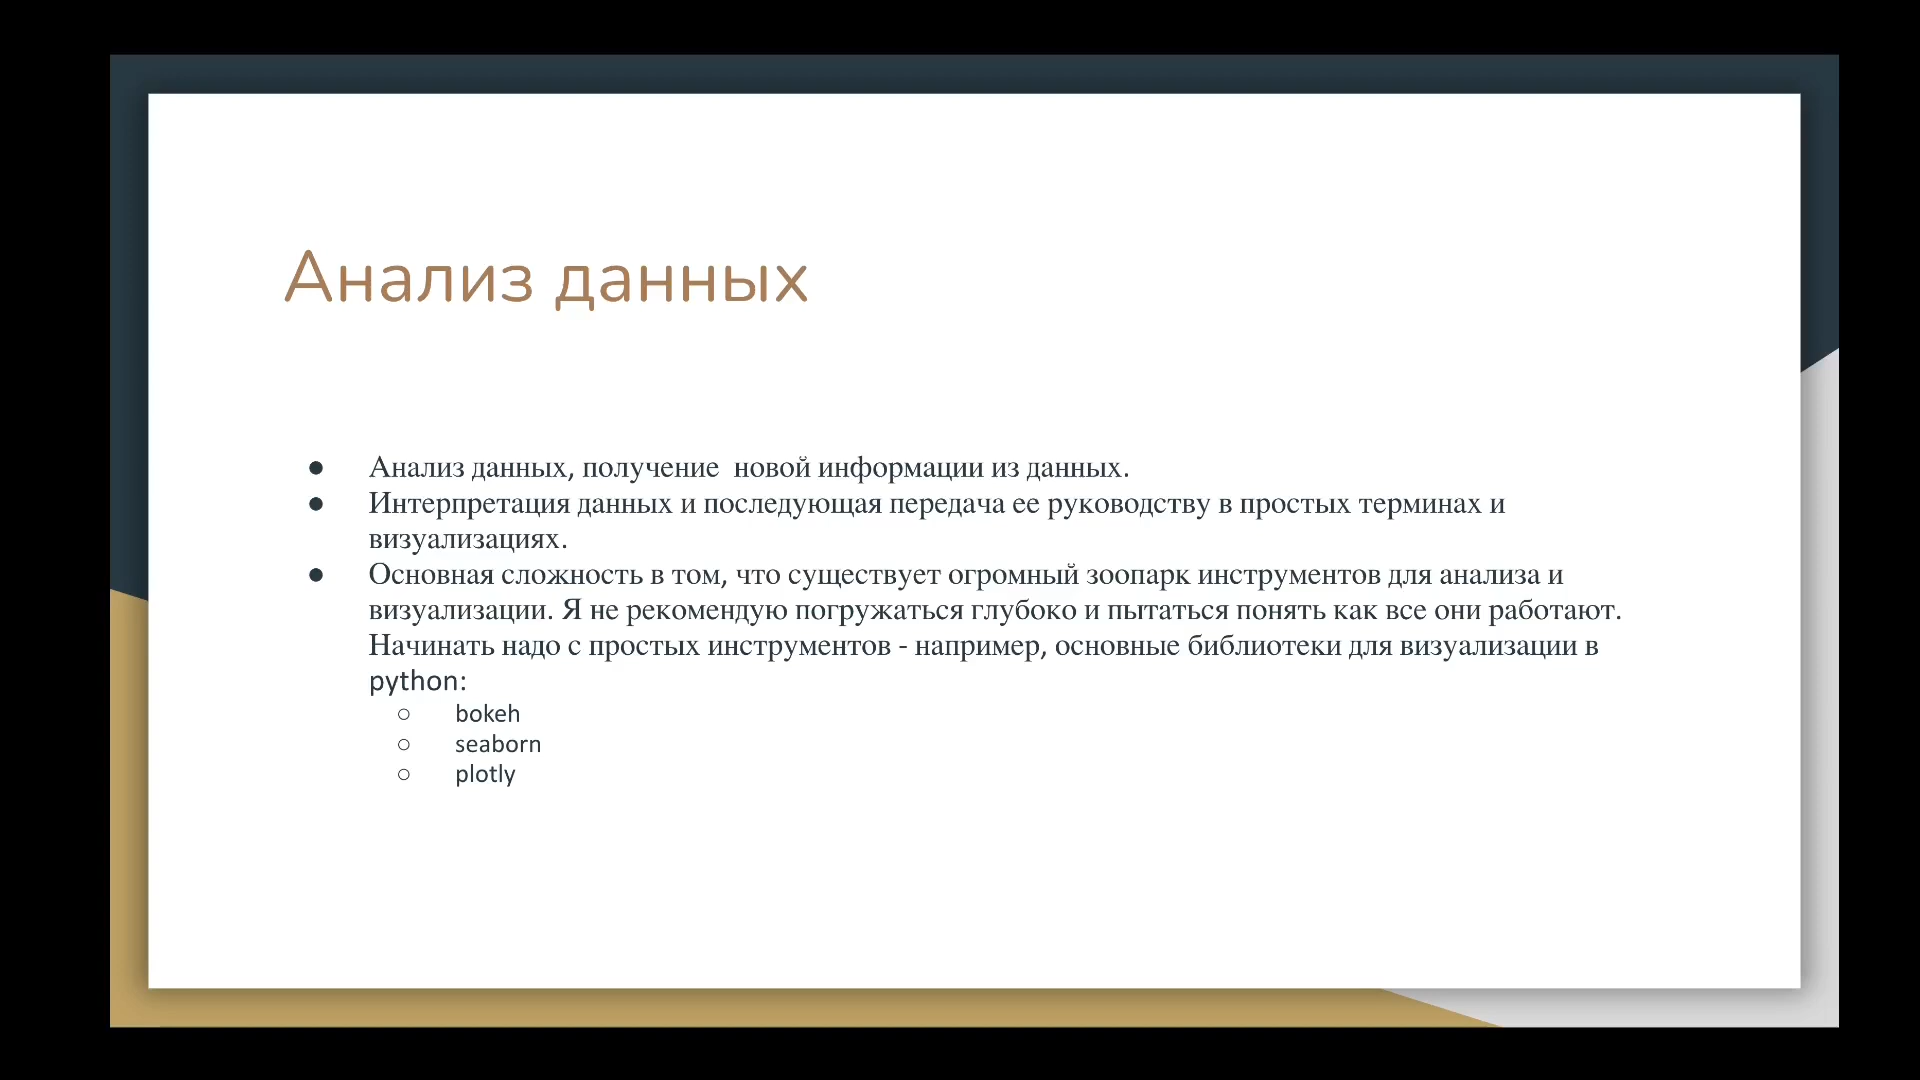 Анализ данных
● Анализ данных, получение  новой информации из данных.
● Интерпретация данных и последующая передача ее руководству в простых терминах и
визуализациях.
● Основная сложность в том, что существует огромный зоопарк инструментов для анализа и
визуализации. Я не рекомендую погружаться глубоко и пытаться понять как все они работают.
Начинать надо с простых инструментов - например, основные библиотеки для визуализации в
python:
○ bokeh
○ seaborn
○ plotly